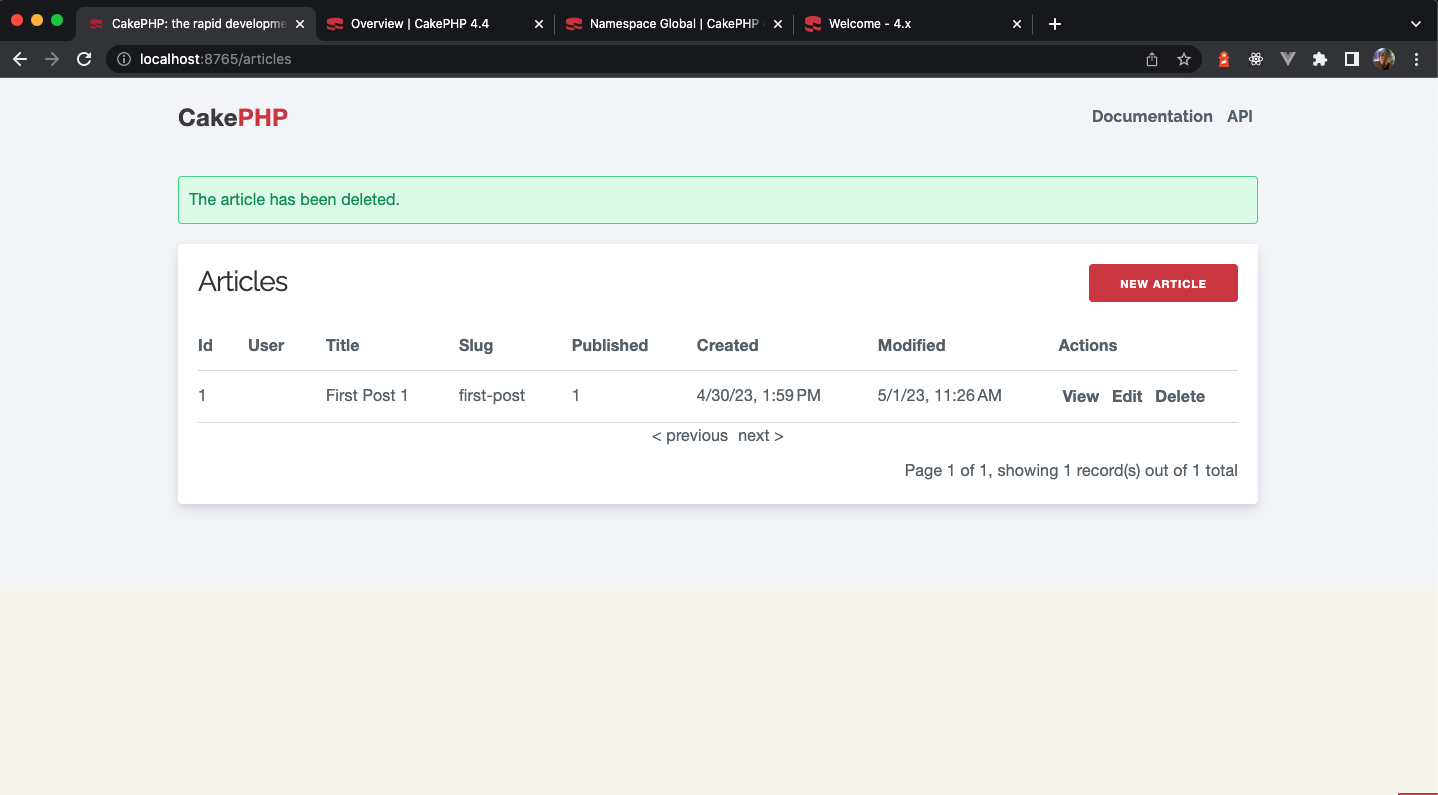 CakePHP: the rapid developme
Overview | CakePHP 4.4
Namespace Global | CakePHP
Welcome - 4.x
localhost:8765/articles
CakePHP
Documentation API
The article has been deleted.
Articles
NEW ARTICLE
Id User Title Slug Published Created Modified Actions
1 First Post 1 first-post 1 4/30/23, 1:59 PM 5/1/23, 11:26 AM View Edit Delete
< previous next >
Page 1 of 1, showing 1 record(s) out of 1 total